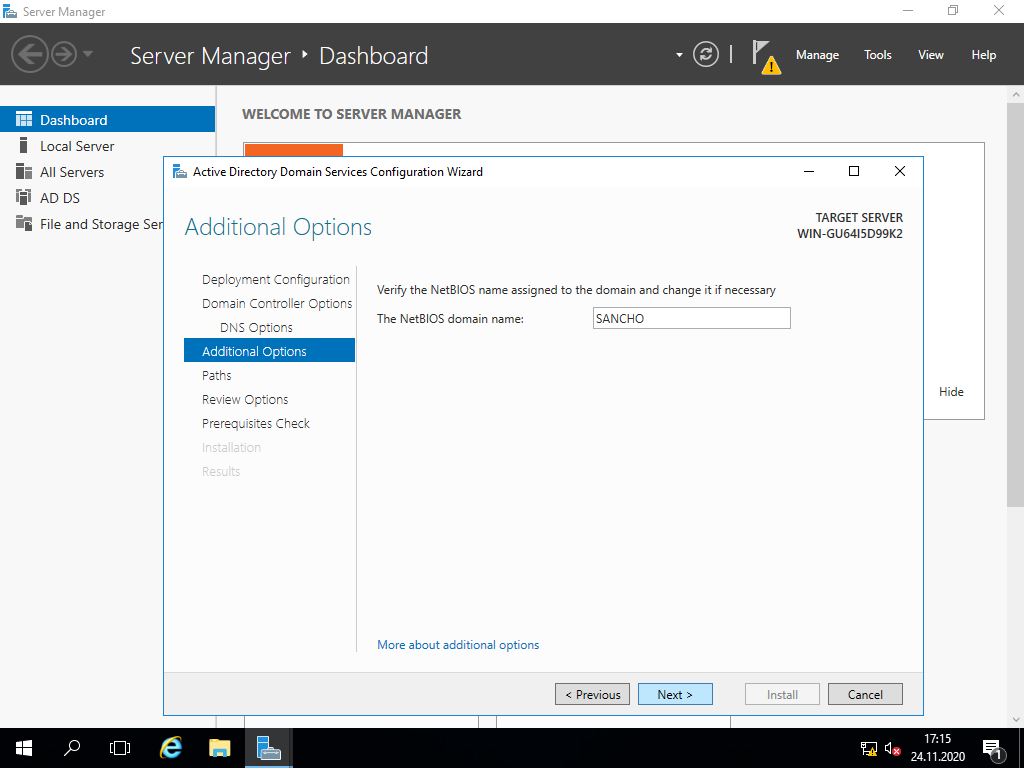 Server Manager
Server Manager ‣ Dashboard
Manage
Tools
View
Help
Dashboard
Local Server
All Servers
AD DS
File and Storage Ser
WELCOME TO SERVER MANAGER
Hide
Active Directory Domain Services Configuration Wizard
Additional Options
TARGET SERVER
WIN-GU64I5D99K2
Deployment Configuration
Domain Controller Options
DNS Options
Additional Options
Paths
Review Options
Prerequisites Check
Installation
Results
Verify the NetBIOS name assigned to the domain and change it if necessary
The NetBIOS domain name: SANCHO
More about additional options
< Previous
Next >
Install
Cancel
17:15
24.11.2020
1